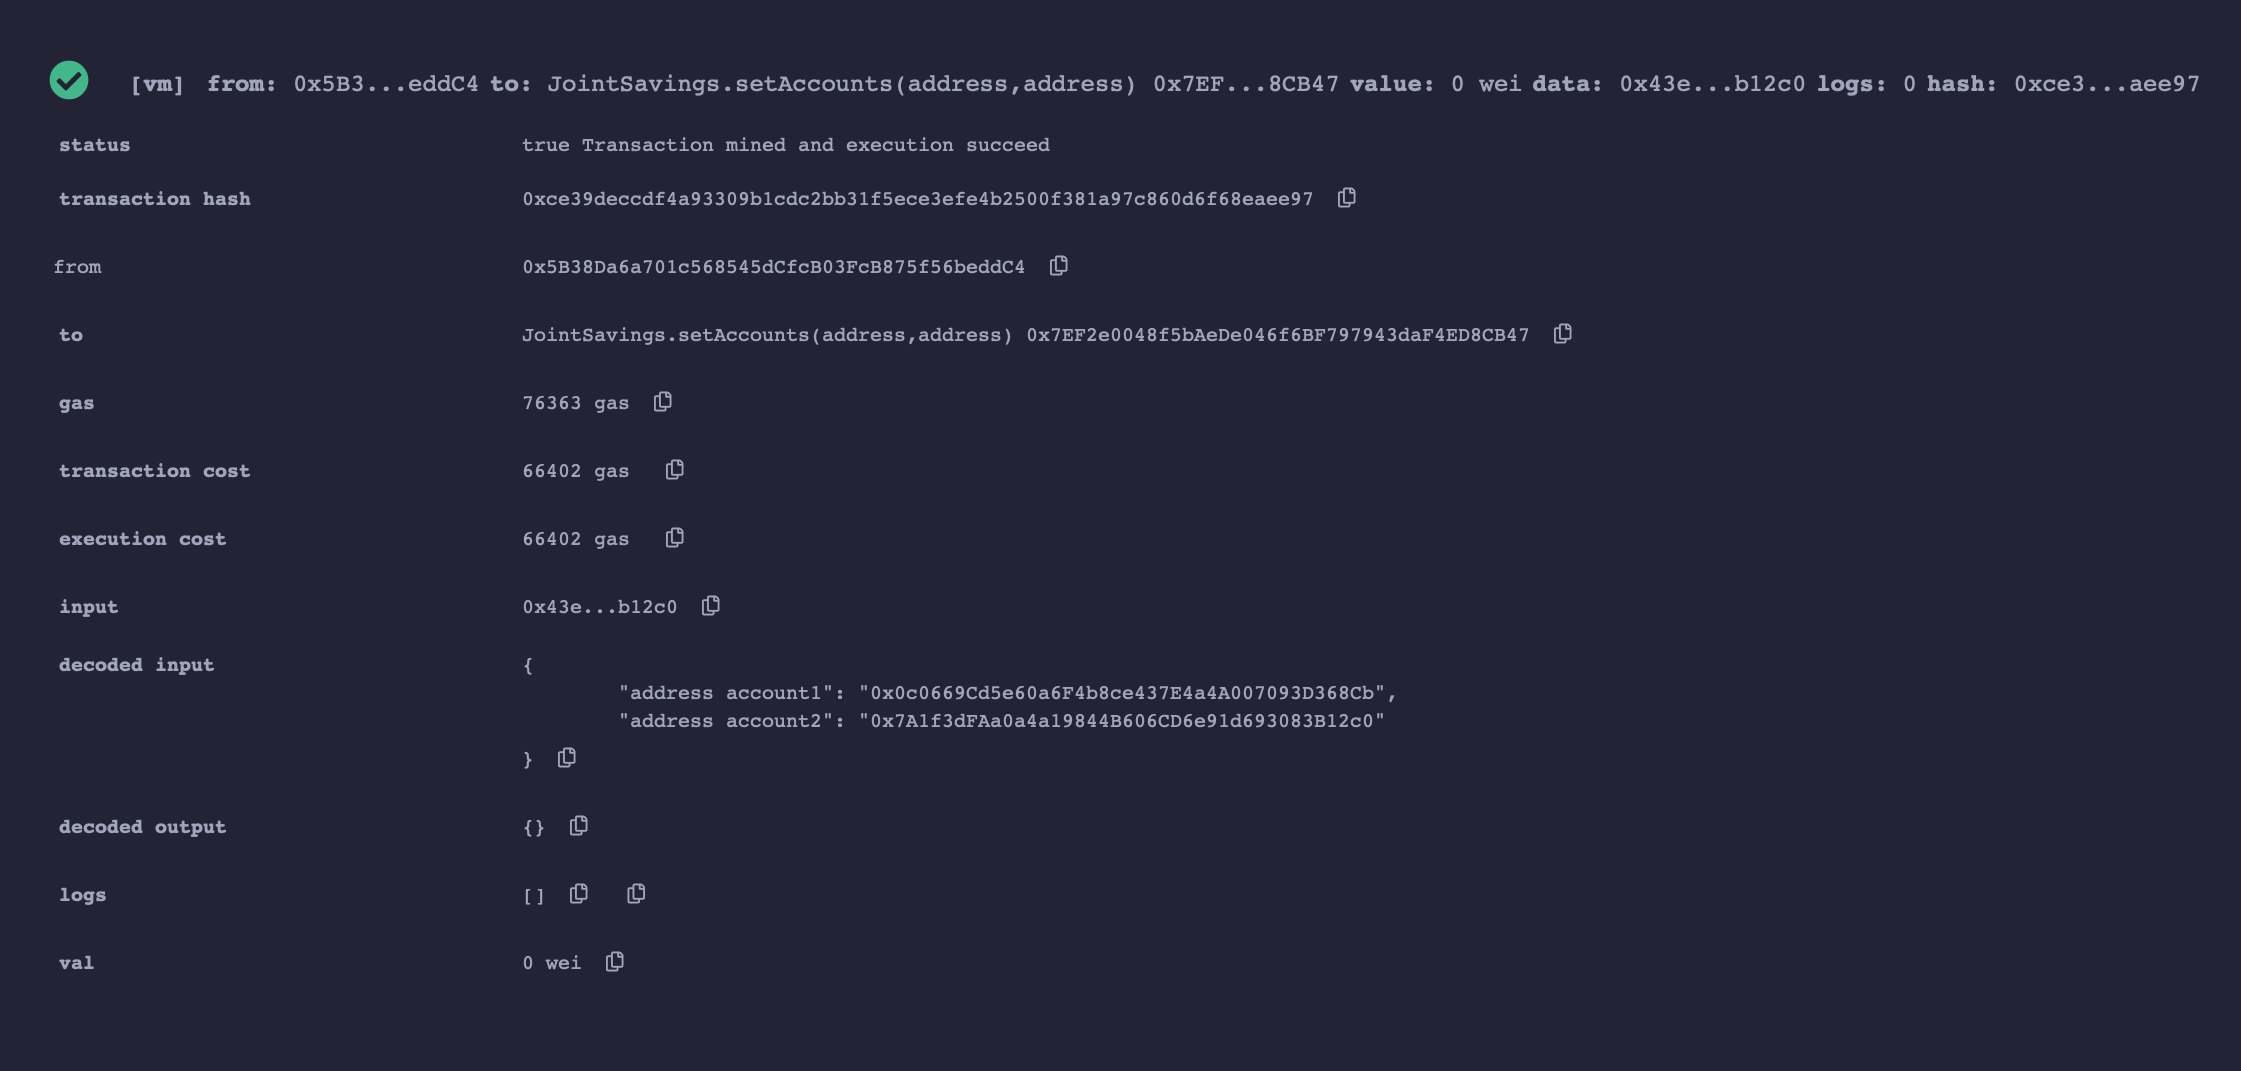 [vm] from: 0x5B3...eddC4 to: JointSavings.setAccounts(address,address) 0x7EF...8CB47 value: 0 wei data: 0x43e...b12c0 logs: 0 hash: 0xce3...aee97
status true Transaction mined and execution succeed
transaction hash 0xce39deccdf4a93309b1cdc2bb31f5ece3efe4b2500f381a97c860d6f68eaee97
from 0x5B38Da6a701c568545dCfcB03FcB875f56beddC4
to JointSavings.setAccounts(address,address) 0x7EF2e0048f5bAeDe046f6BF797943daF4ED8CB47
gas 76363 gas
transaction cost 66402 gas
execution cost 66402 gas
input 0x43e...b12c0
decoded input {
"address account1": "0x0c0669Cd5e60a6F4b8ce437E4a4A007093D368Cb",
"address account2": "0x7A1f3dFAa0a4a19844B606CD6e91d693083B12c0"
}
decoded output {}
logs []
val 0 wei